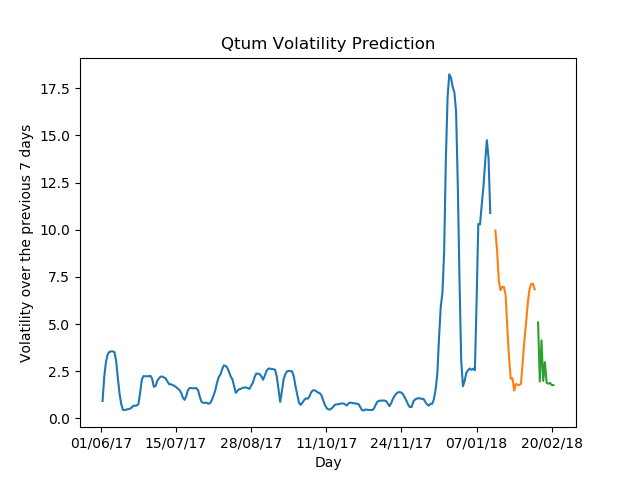 Qtum Volatility Prediction
Volatility over the previous 7 days
17.5
15.0
12.5
10.0
7.5
5.0
2.5
0.0
01/06/17 15/07/17 28/08/17 11/10/17 24/11/17 07/01/18 20/02/18
Day